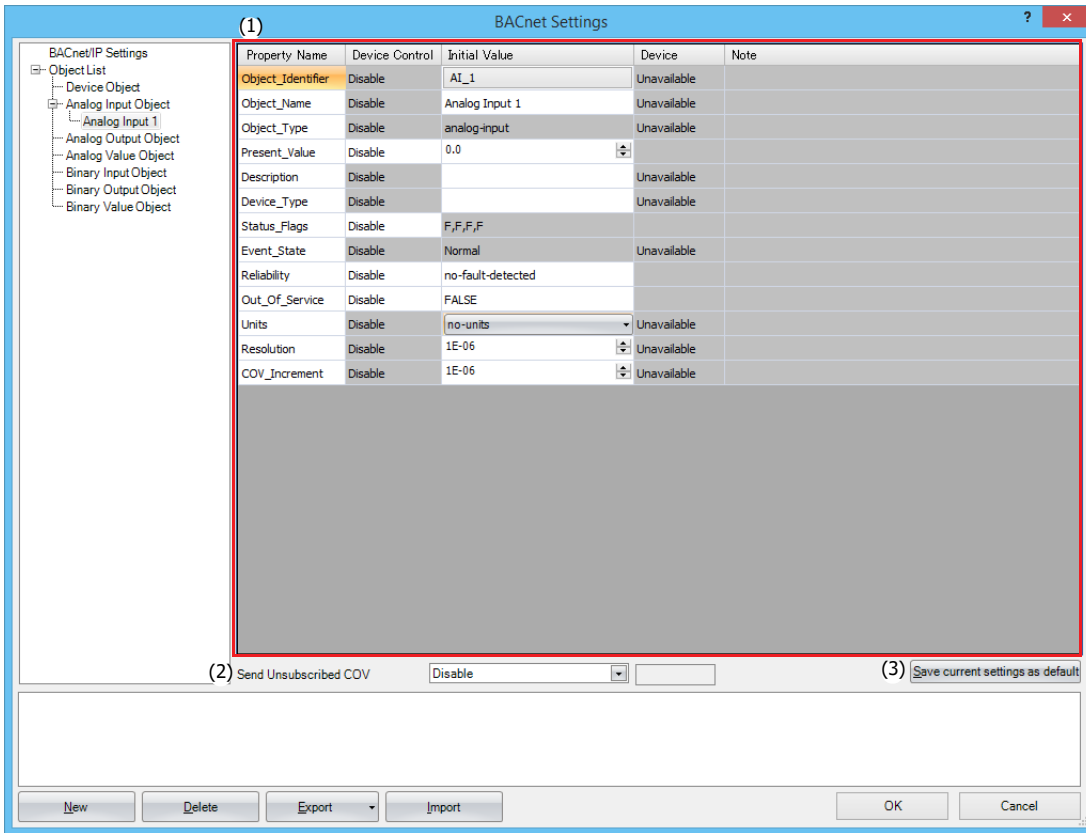 BACnet Settings
?
×
(1)
BACnet/IP Settings
Object List
Device Object
Analog Input Object
Analog Input 1
Analog Output Object
Analog Value Object
Binary Input Object
Binary Output Object
Binary Value Object
Property Name Device Control Initial Value Device Note
Object_Identifier Disable AI_1 Unavailable
Object_Name Disable Analog Input 1 Unavailable
Object_Type Disable analog-input Unavailable
Present_Value Disable 0.0
Description Disable Unavailable
Device_Type Disable Unavailable
Status_Flags Disable F,F,F,F
Event_State Disable Normal Unavailable
Reliability Disable no-fault-detected
Out_Of_Service Disable FALSE
Units Disable no-units Unavailable
Resolution Disable 1E-06 Unavailable
COV_Increment Disable 1E-06 Unavailable
(2) Send Unsubscribed COV Disable
(3) Save current settings as default
New Delete Export Import OK Cancel